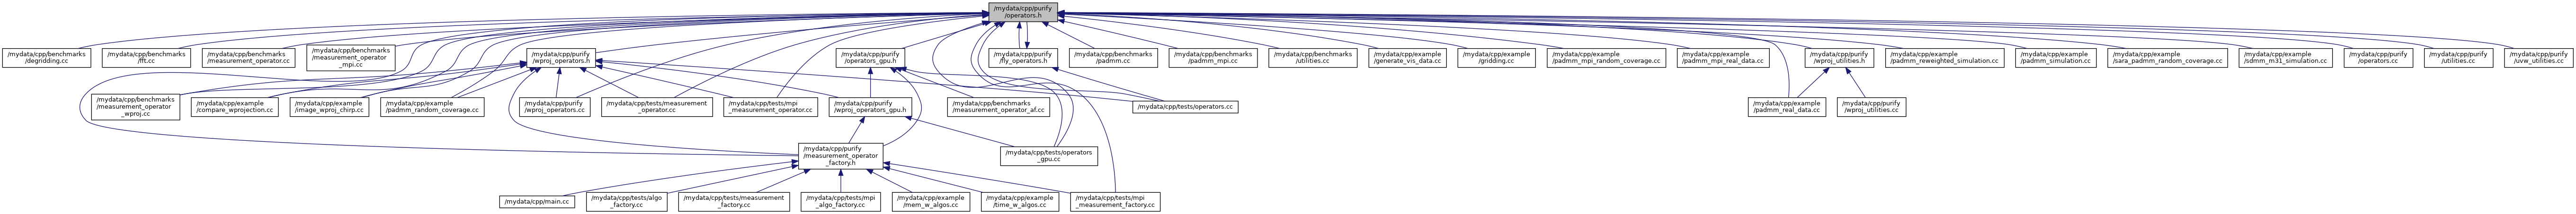 /mydata/cpp/purify
/operators.h
/mydata/cpp/benchmarks
/degridding.cc
/mydata/cpp/benchmarks
/fft.cc
/mydata/cpp/benchmarks
/measurement_operator.cc
/mydata/cpp/benchmarks
/measurement_operator
_mpi.cc
/mydata/cpp/purify
/wproj_operators.h
/mydata/cpp/purify
/operators_gpu.h
/mydata/cpp/purify
/fly_operators.h
/mydata/cpp/benchmarks
/padmm.cc
/mydata/cpp/benchmarks
/padmm_mpi.cc
/mydata/cpp/benchmarks
/utilities.cc
/mydata/cpp/example
/generate_vis_data.cc
/mydata/cpp/example
/gridding.cc
/mydata/cpp/example
/padmm_mpi_random_coverage.cc
/mydata/cpp/example
/padmm_mpi_real_data.cc
/mydata/cpp/purify
/wproj_utilities.h
/mydata/cpp/example
/padmm_reweighted_simulation.cc
/mydata/cpp/example
/padmm_simulation.cc
/mydata/cpp/example
/sara_padmm_random_coverage.cc
/mydata/cpp/example
/sdmm_m31_simulation.cc
/mydata/cpp/purify
/operators.cc
/mydata/cpp/purify
/utilities.cc
/mydata/cpp/purify
/uvw_utilities.cc
/mydata/cpp/benchmarks
/measurement_operator
_wproj.cc
/mydata/cpp/example
/compare_wprojection.cc
/mydata/cpp/example
/image_wproj_chirp.cc
/mydata/cpp/example
/padmm_random_coverage.cc
/mydata/cpp/purify
/wproj_operators.cc
/mydata/cpp/tests/measurement
_operator.cc
/mydata/cpp/tests/mpi
_measurement_operator.cc
/mydata/cpp/purify
/wproj_operators_gpu.h
/mydata/cpp/benchmarks
/measurement_operator_af.cc
/mydata/cpp/tests/operators.cc
/mydata/cpp/example
/padmm_real_data.cc
/mydata/cpp/purify
/wproj_utilities.cc
/mydata/cpp/purify
/measurement_operator
_factory.h
/mydata/cpp/tests/operators
_gpu.cc
/mydata/cpp/main.cc
/mydata/cpp/tests/algo
_factory.cc
/mydata/cpp/tests/measurement
_factory.cc
/mydata/cpp/tests/mpi
_algo_factory.cc
/mydata/cpp/example
/mem_w_algos.cc
/mydata/cpp/example
/time_w_algos.cc
/mydata/cpp/tests/mpi
_measurement_factory.cc